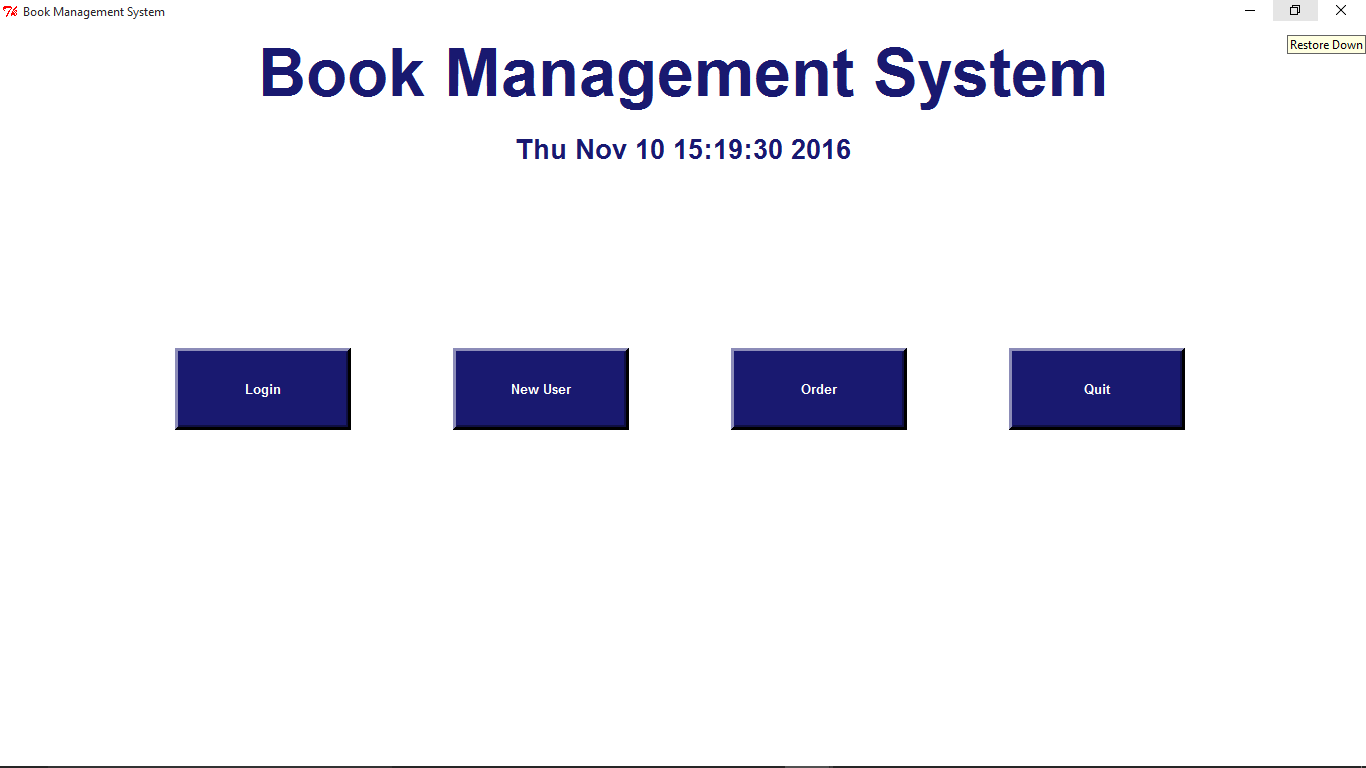 Book Management System
Restore Down
Book Management System
Thu Nov 10 15:19:30 2016
Login
New User
Order
Quit